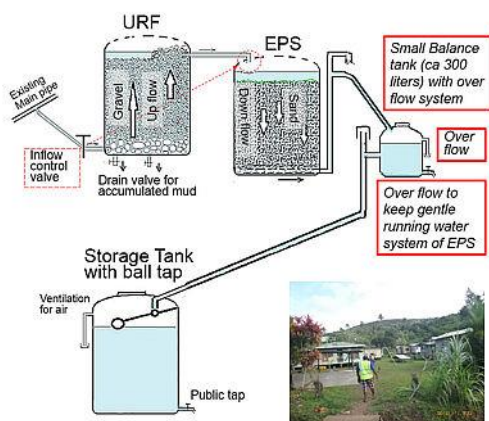 URF
EPS
Existing
Main pipe
Gravel
Up flow
Down flow
Sand
Small Balance
tank (ca 300
liters) with over
flow system
Over
flow
Inflow
control
valve
Drain valve for
accumulated mud
Over flow to
keep gentle
running water
system of EPS
Storage Tank
with ball tap
Ventilation
for air
Public tap